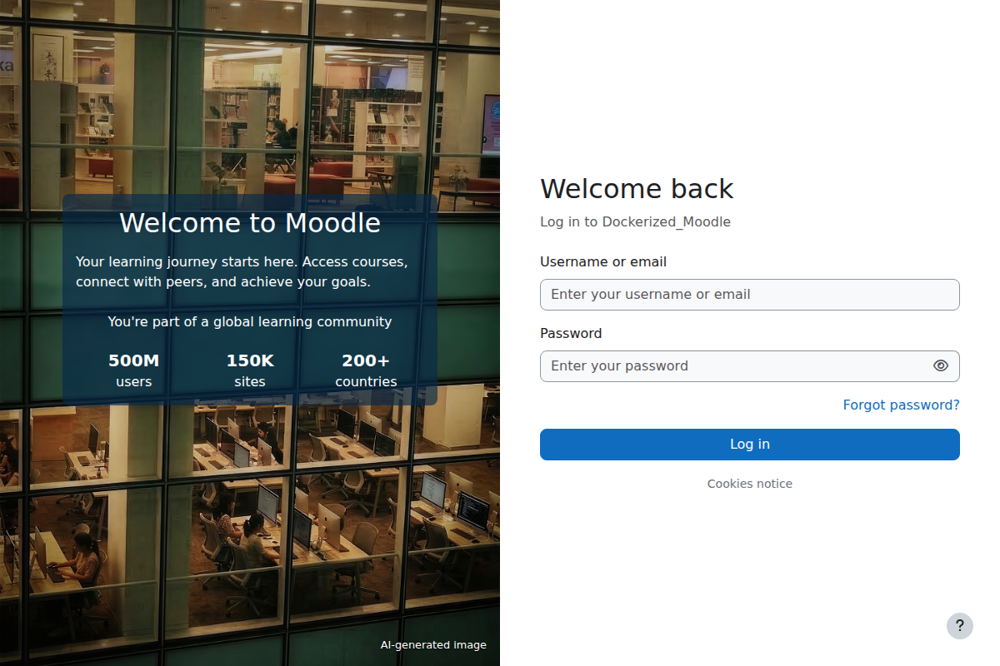 ka
Welcome to Moodle
Your learning journey starts here. Access courses,
connect with peers, and achieve your goals.
You're part of a global learning community
500M
users
150K
sites
200+
countries
AI-generated image
Welcome back
Log in to Dockerized_Moodle
Username or email
Enter your username or email
Password
Enter your password
Forgot password?
Log in
Cookies notice
?